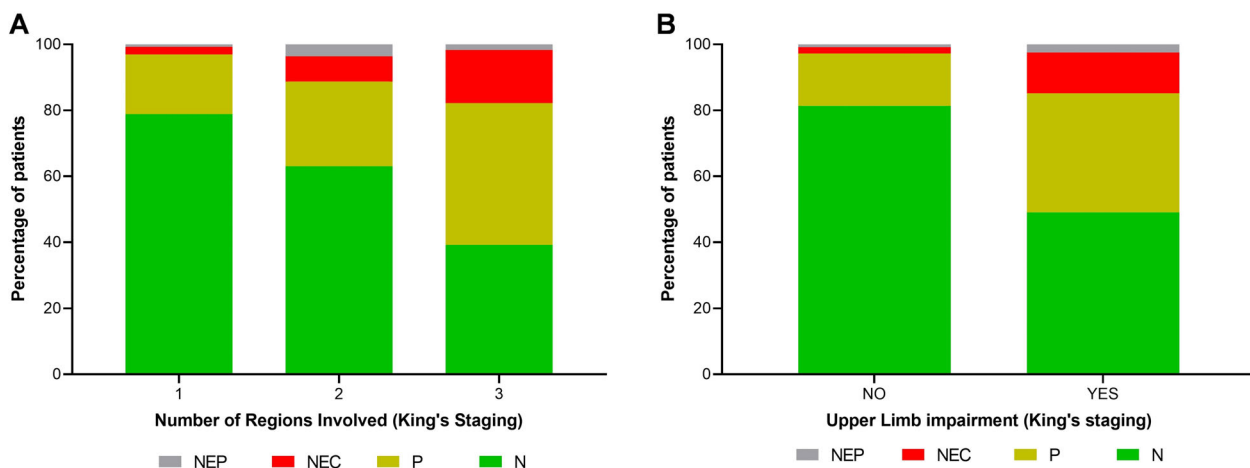 A
Percentage of patients
100
80
60
40
20
0
1 2 3
Number of Regions Involved (King's Staging)
NEP NEC P N
B
Percentage of patients
100
80
60
40
20
0
NO YES
Upper Limb impairment (King's staging)
NEP NEC P N